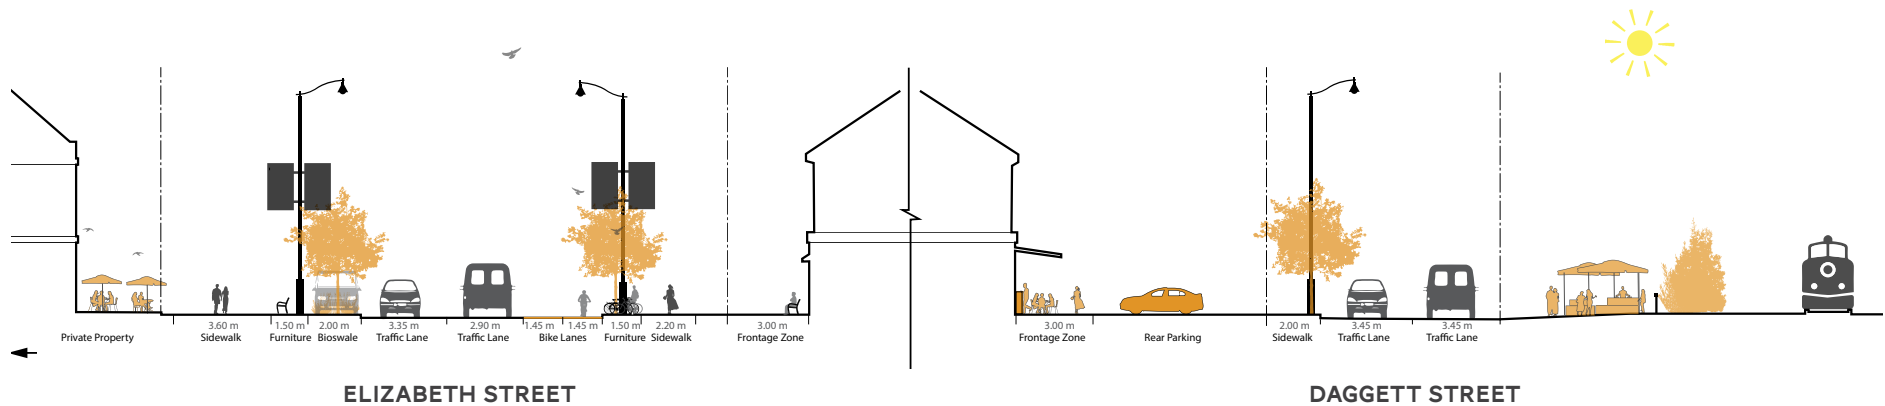 3.60 m 1.50 m 2.00 m 3.35 m 2.90 m 1.45 m 1.45 m 1.50 m 2.20 m 3.00 m 3.00 m 2.00 m 3.45 m 3.45 m
Private Property Sidewalk Furniture Bioswale Traffic Lane Traffic Lane Bike Lanes Furniture Sidewalk Frontage Zone Frontage Zone Rear Parking Sidewalk Traffic Lane Traffic Lane
ELIZABETH STREET DAGGETT STREET